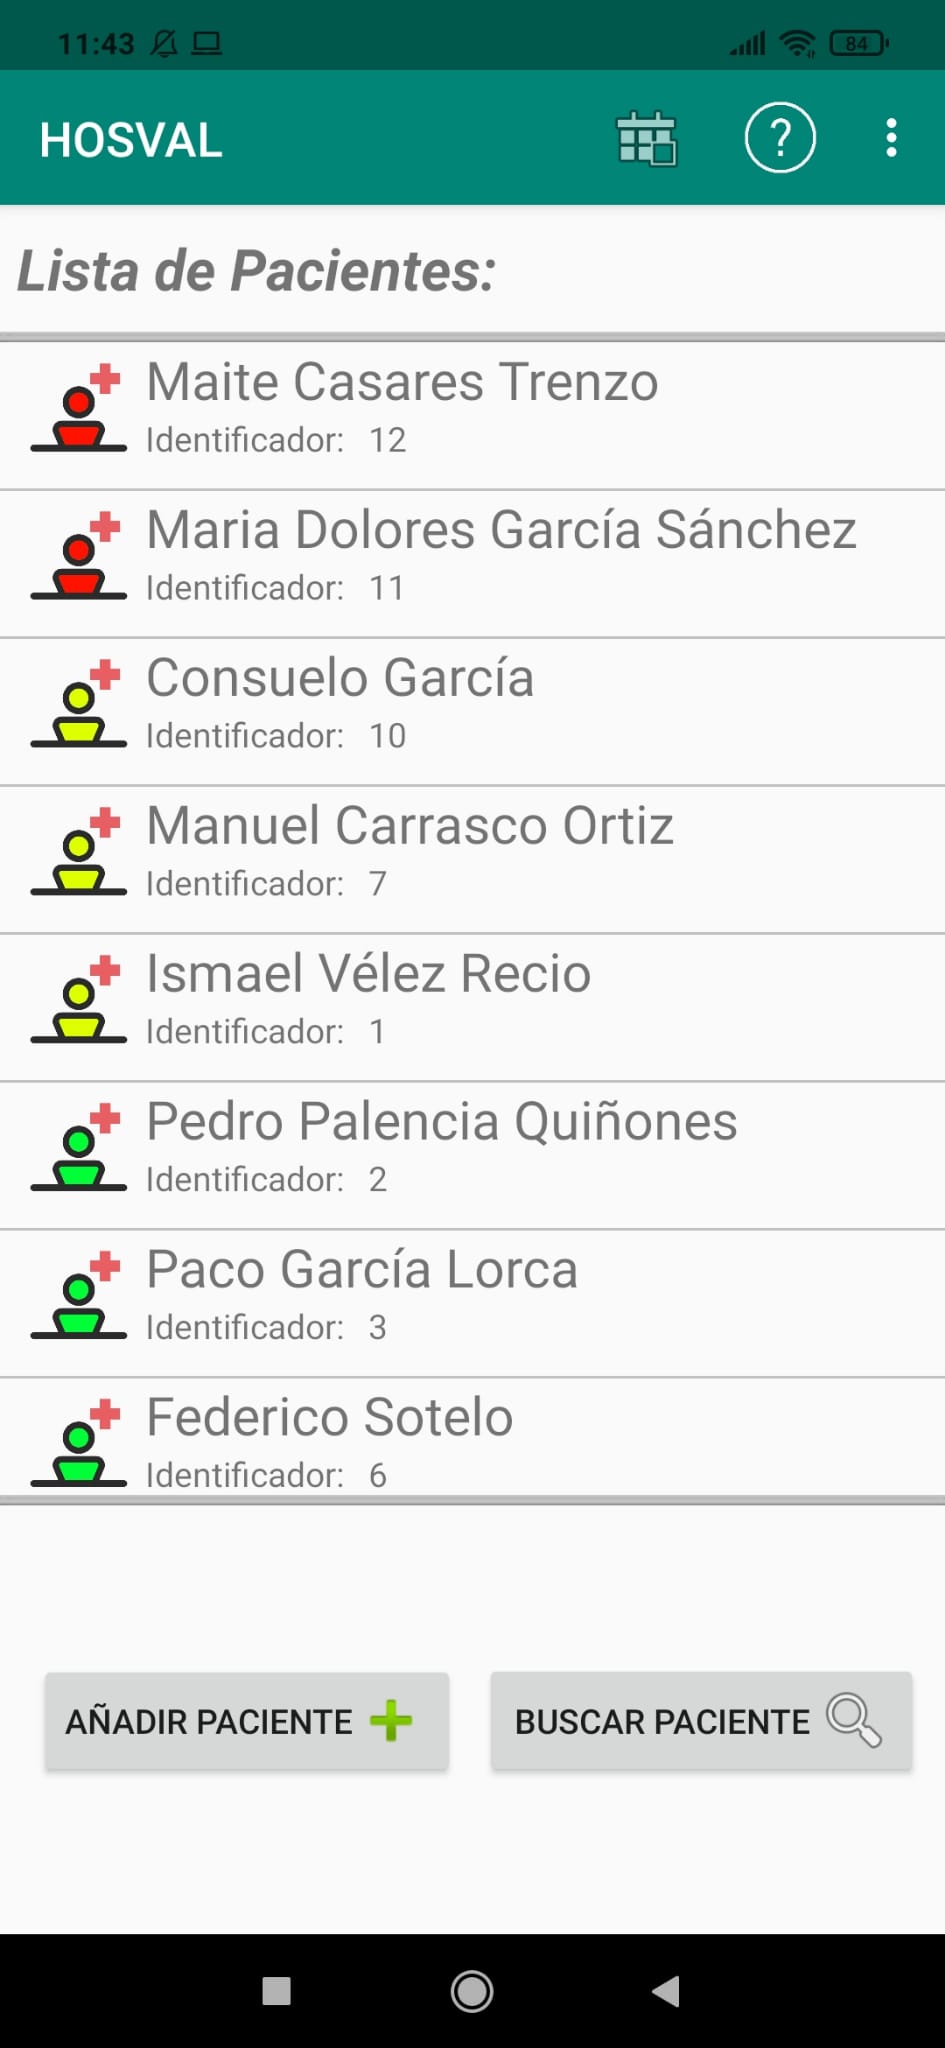 11:43
84
HOSVAL
?
Lista de Pacientes:
Maite Casares Trenzo
Identificador: 12
Maria Dolores García Sánchez
Identificador: 11
Consuelo García
Identificador: 10
Manuel Carrasco Ortiz
Identificador: 7
Ismael Vélez Recio
Identificador: 1
Pedro Palencia Quiñones
Identificador: 2
Paco García Lorca
Identificador: 3
Federico Sotelo
Identificador: 6
AÑADIR PACIENTE
BUSCAR PACIENTE